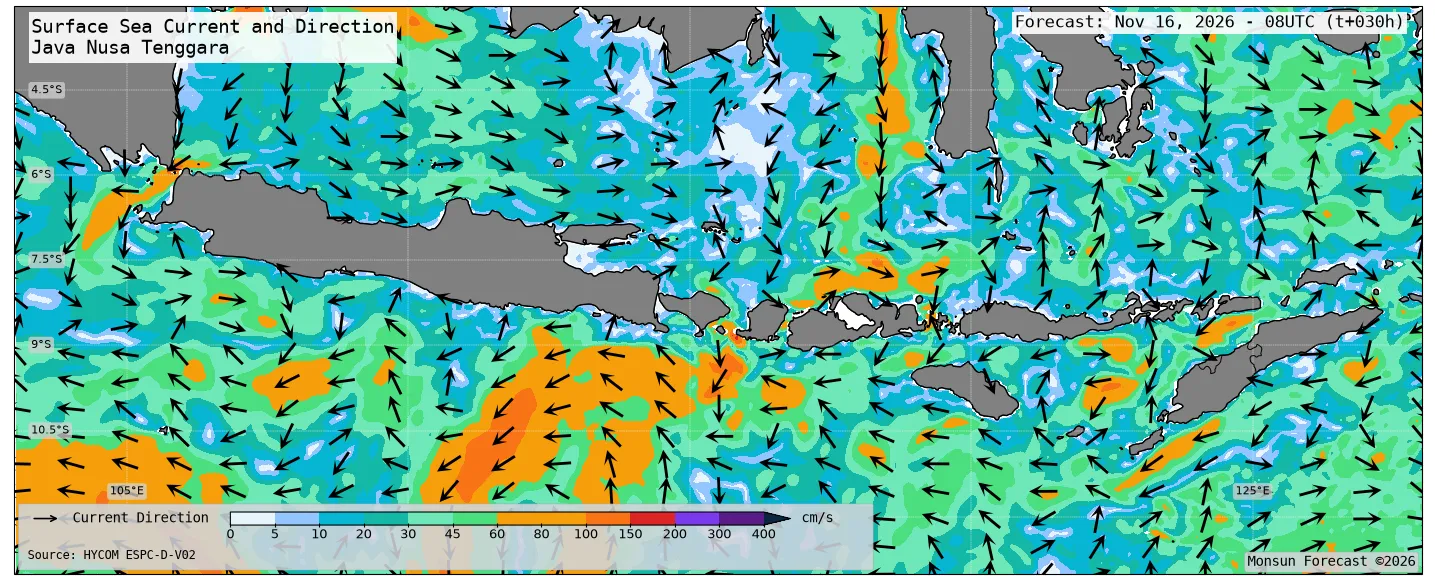 Surface Sea Current and Direction
Java Nusa Tenggara
Forecast: Nov 16, 2026 - 08UTC (t+030h)
4.5°S
6°S
7.5°S
9°S
10.5°S
105°E
125°E
Current Direction
0 5 10 20 30 45 60 80 100 150 200 300 400 cm/s
Source: HYCOM ESPC-D-V02
Monsun Forecast ©2026